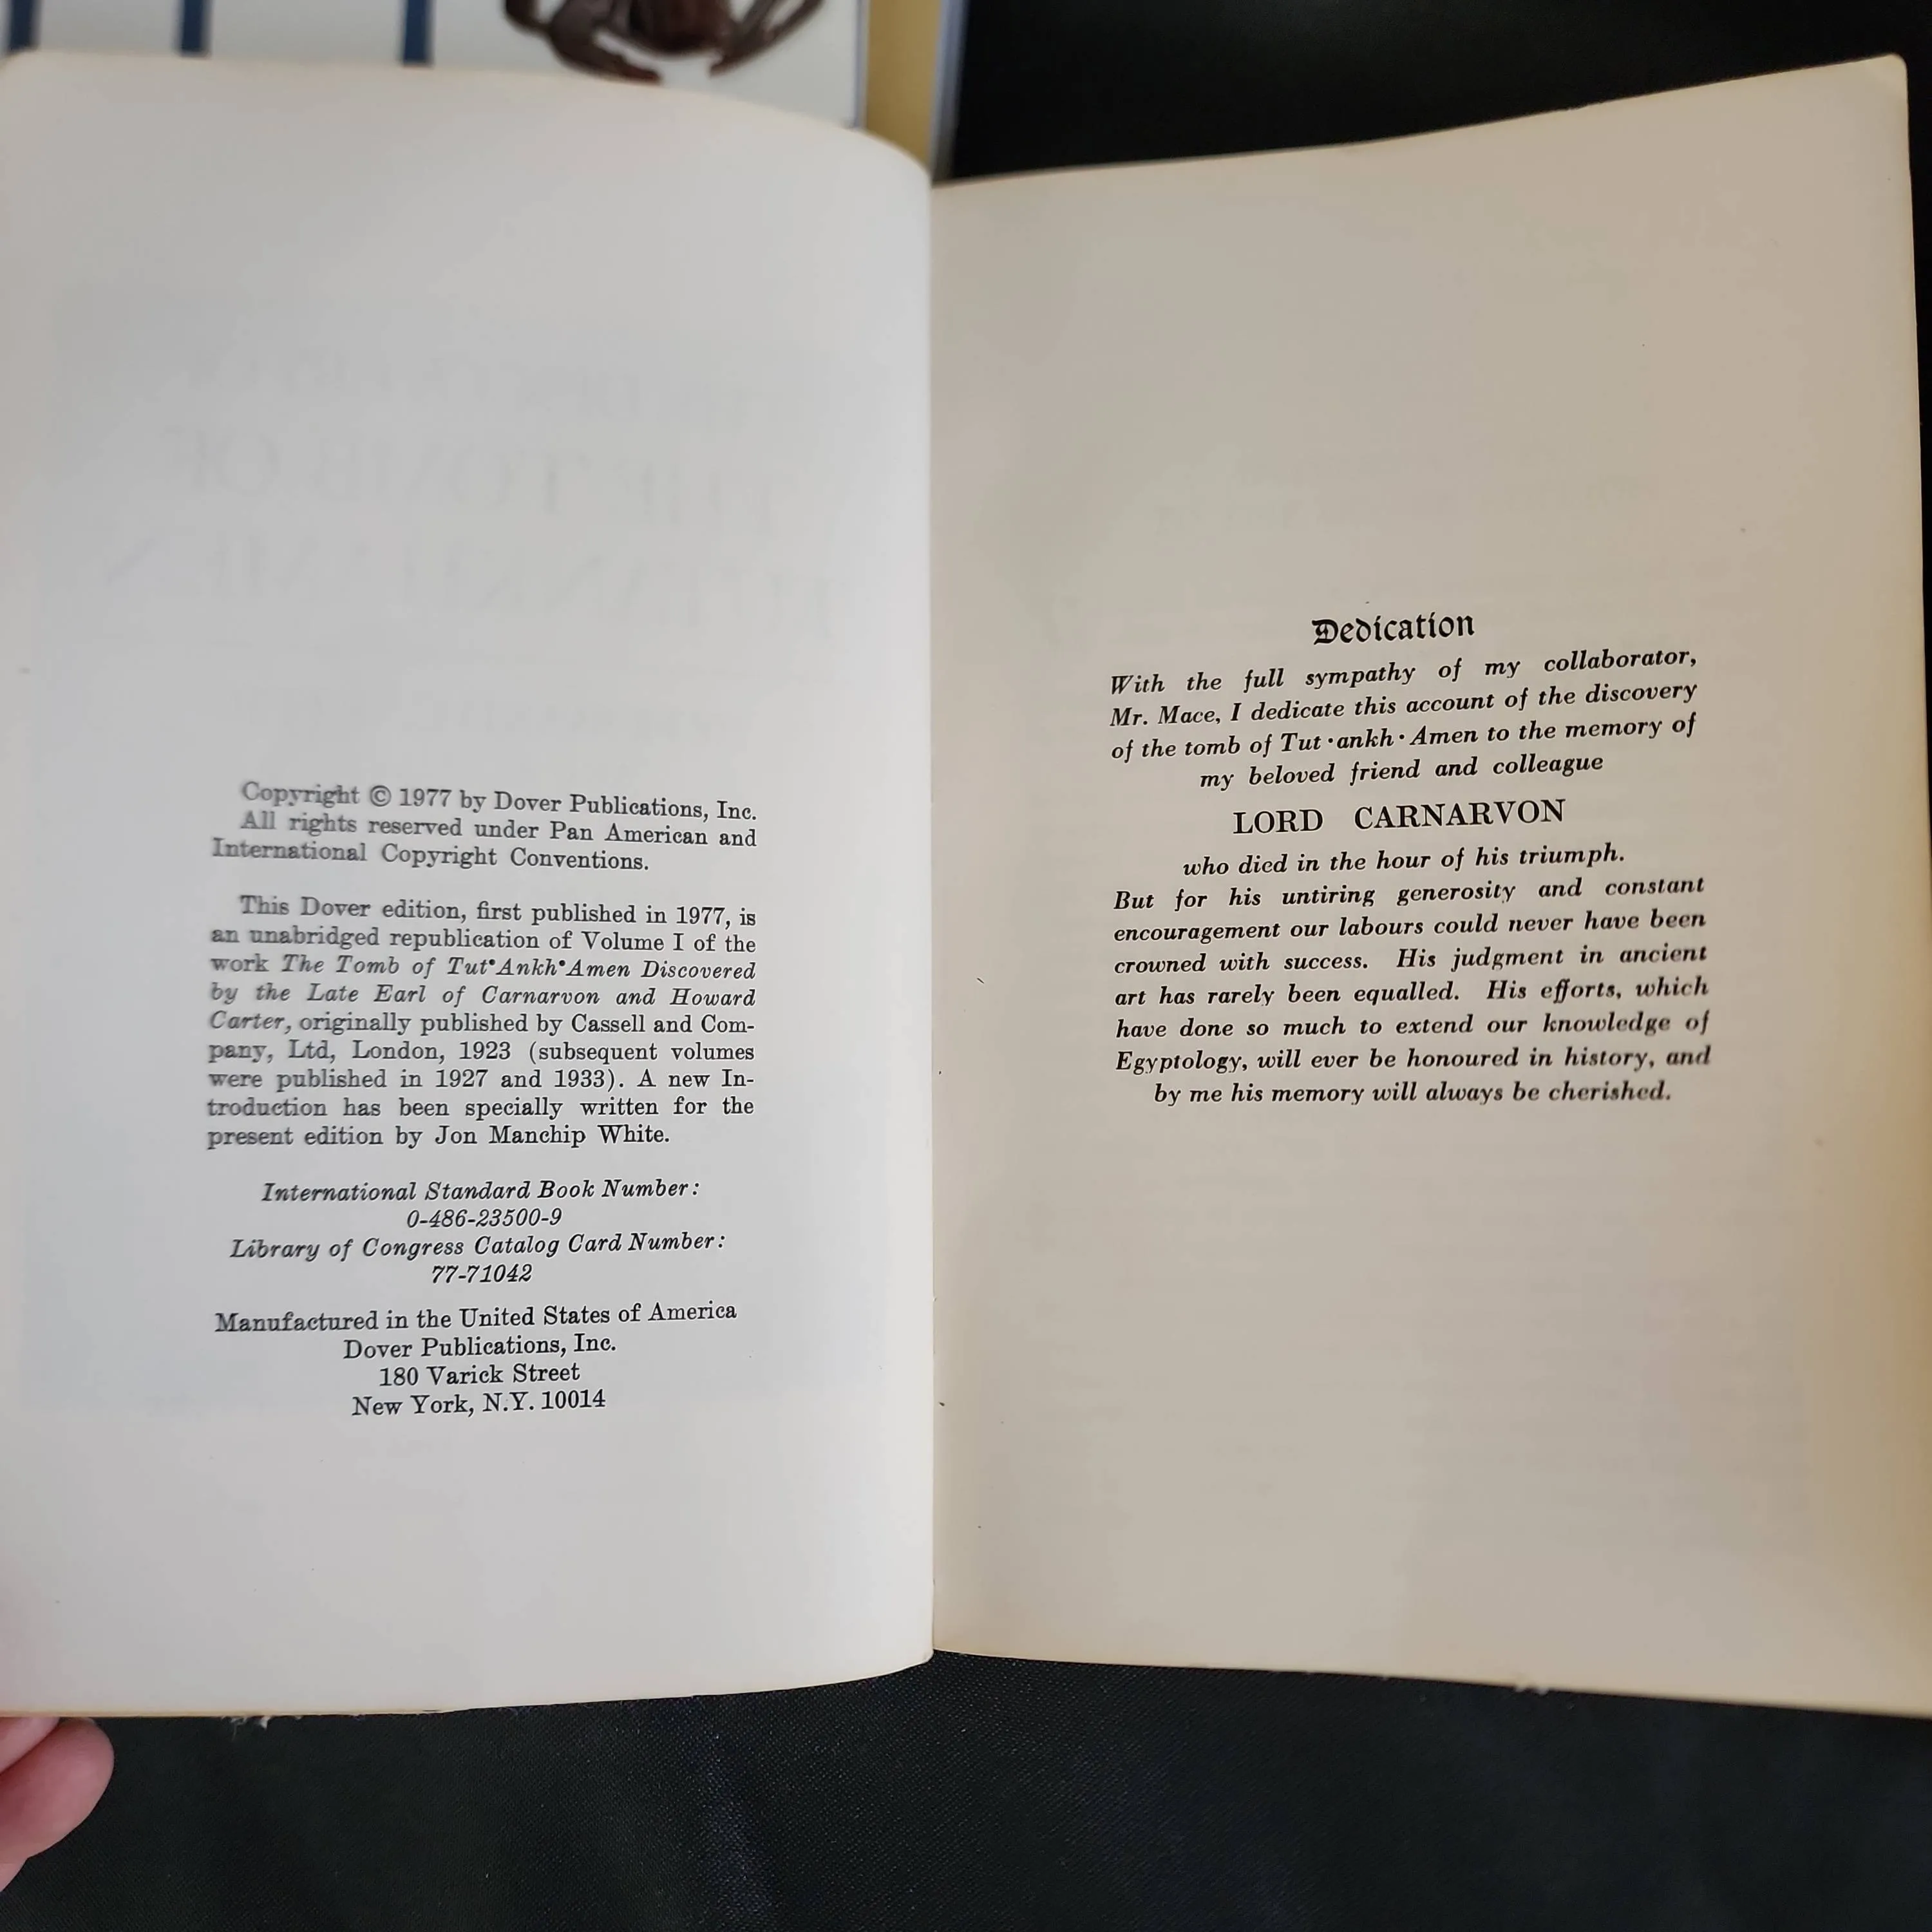 Copyright © 1977 by Dover Publications, Inc.
All rights reserved under Pan American and
International Copyright Conventions.
This Dover edition, first published in 1977, is
an unabridged republication of Volume I of the
work The Tomb of Tut•Ankh•Amen Discovered
by the Late Earl of Carnarvon and Howard
Carter, originally published by Cassell and Com-
pany, Ltd, London, 1923 (subsequent volumes
were published in 1927 and 1933). A new In-
troduction has been specially written for the
present edition by Jon Manchip White.
International Standard Book Number:
0-486-23500-9
Library of Congress Catalog Card Number:
77-71042
Manufactured in the United States of America
Dover Publications, Inc.
180 Varick Street
New York, N.Y. 10014
Dedication
With the full sympathy of my collaborator,
Mr. Mace, I dedicate this account of the discovery
of the tomb of Tut·ankh·Amen to the memory of
my beloved friend and colleague
LORD CARNARVON
who died in the hour of his triumph.
But for his untiring generosity and constant
encouragement our labours could never have been
crowned with success. His judgment in ancient
art has rarely been equalled. His efforts, which
have done so much to extend our knowledge of
Egyptology, will ever be honoured in history, and
by me his memory will always be cherished.